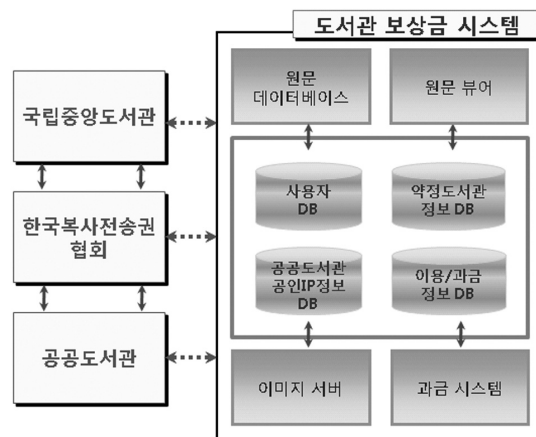 도서관 보상금 시스템
국립중앙도서관
한국복사전송권
협회
공공도서관
원문
데이터베이스
원문 뷰어
사용자
DB
약정도서관
정보 DB
공공도서관
공인IP정보
DB
이용/과금
정보 DB
이미지 서버
과금 시스템